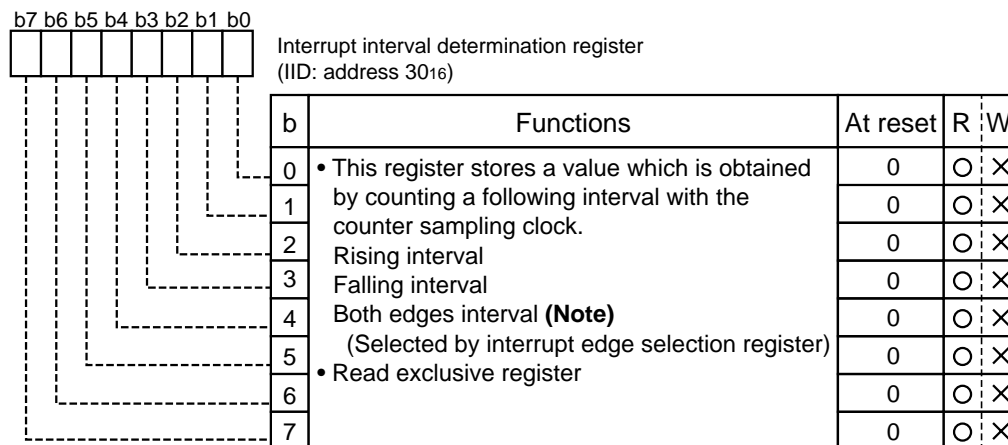 b7 b6 b5 b4 b3 b2 b1 b0
Interrupt interval determination register
(IID: address 3016)
b Functions At reset R W
0 • This register stores a value which is obtained 0 ○ ×
1 by counting a following interval with the 0 ○ ×
counter sampling clock.
2 Rising interval 0 ○ ×
3 Falling interval 0 ○ ×
4 Both edges interval (Note) 0 ○ ×
5 (Selected by interrupt edge selection register) 0 ○ ×
• Read exclusive register
6 0 ○ ×
7 0 ○ ×